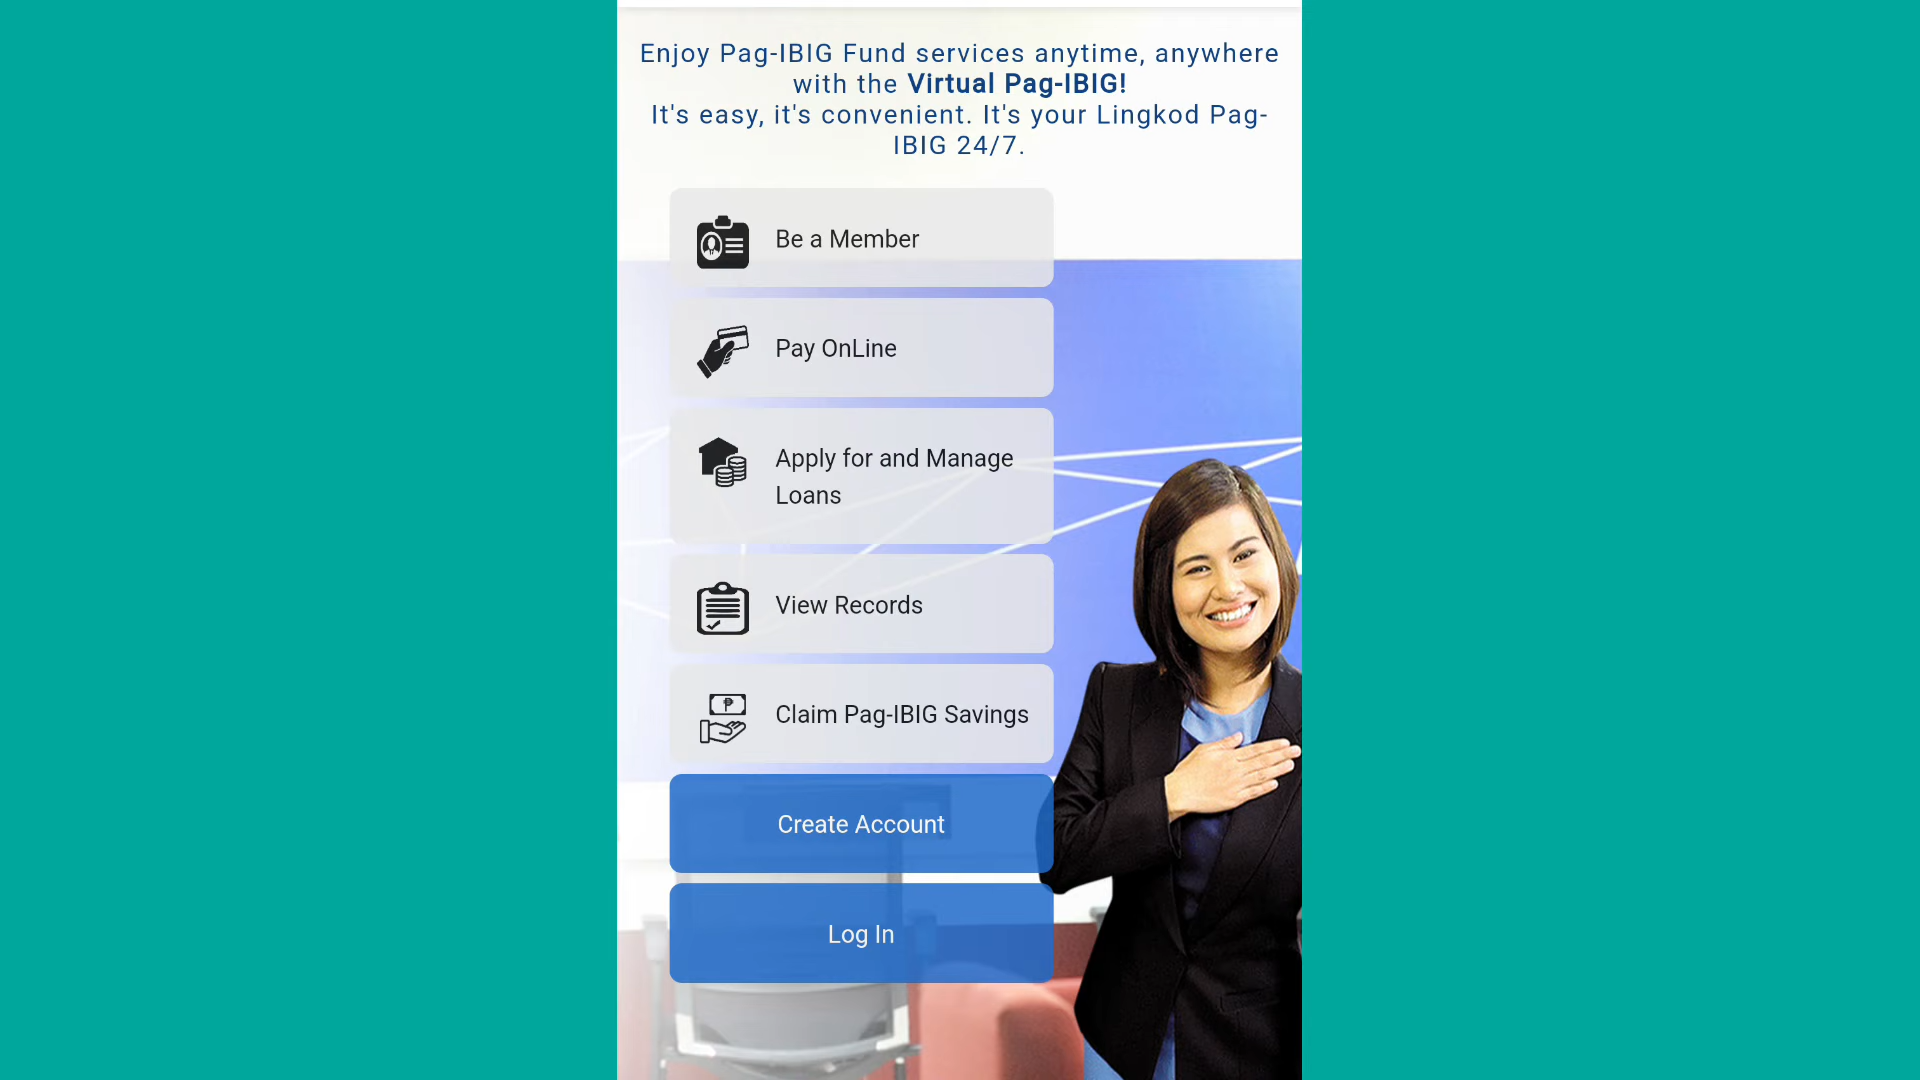 Enjoy Pag-IBIG Fund services anytime, anywhere
with the Virtual Pag-IBIG!
It's easy, it's convenient. It's your Lingkod Pag-
IBIG 24/7.
Be a Member
Pay OnLine
Apply for and Manage
Loans
View Records
Claim Pag-IBIG Savings
Create Account
Log In